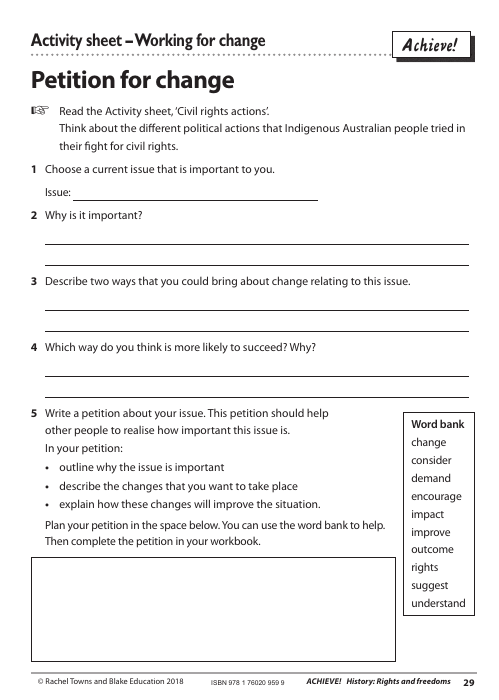 Activity sheet – Working for change
Achieve!
Petition for change
Read the Activity sheet, 'Civil rights actions'.
Think about the different political actions that Indigenous Australian people tried in
their fight for civil rights.
1 Choose a current issue that is important to you.
Issue:
2 Why is it important?
3 Describe two ways that you could bring about change relating to this issue.
4 Which way do you think is more likely to succeed? Why?
5 Write a petition about your issue. This petition should help
other people to realise how important this issue is.
In your petition:
• outline why the issue is important
• describe the changes that you want to take place
• explain how these changes will improve the situation.
Plan your petition in the space below. You can use the word bank to help.
Then complete the petition in your workbook.
Word bank
change
consider
demand
encourage
impact
improve
outcome
rights
suggest
understand
© Rachel Towns and Blake Education 2018 ISBN 978 1 76020 959 9 ACHIEVE! History: Rights and freedoms 29